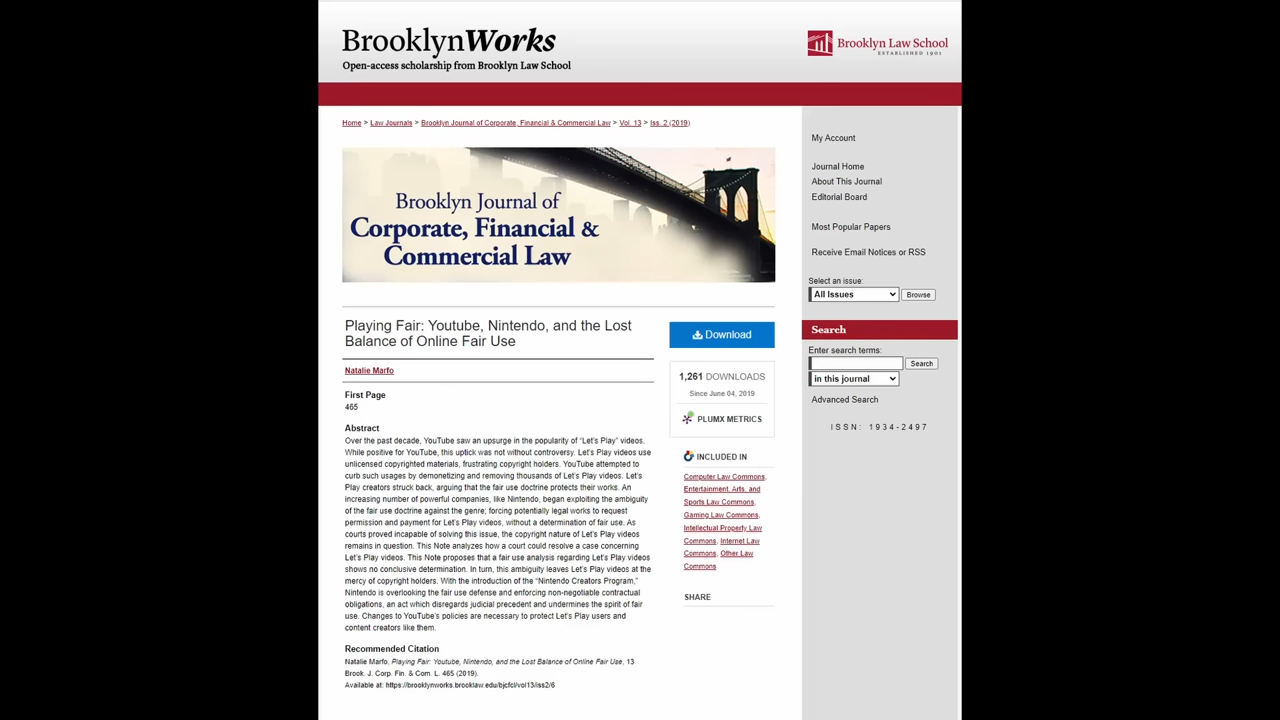 BrooklynWorks
Open-access scholarship from Brooklyn Law School
Brooklyn Law School
ESTABLISHED 1901
Home > Law Journals > Brooklyn Journal of Corporate, Financial & Commercial Law > Vol. 13 > Iss. 2 (2019)
Brooklyn Journal of
Corporate, Financial &
Commercial Law
Playing Fair: Youtube, Nintendo, and the Lost
Balance of Online Fair Use
Natalie Marfo
First Page
465
Abstract
Over the past decade, YouTube saw an upsurge in the popularity of “Let’s Play” videos.
While positive for YouTube, this uptick was not without controversy. Let’s Play videos use
unlicensed copyrighted materials, frustrating copyright holders. YouTube attempted to
curb such usages by demonetizing and removing thousands of Let’s Play videos. Let’s
Play creators struck back, arguing that the fair use doctrine protects their works. An
increasing number of powerful companies, like Nintendo, began exploiting the ambiguity
of the fair use doctrine against the genre; forcing potentially legal works to request
permission and payment for Let’s Play videos, without a determination of fair use. As
courts proved incapable of solving this issue, the copyright nature of Let’s Play videos
remains in question. This Note analyzes how a court could resolve a case concerning
Let’s Play videos. This Note proposes that a fair use analysis regarding Let’s Play videos
shows no conclusive determination. In turn, this ambiguity leaves Let’s Play videos at the
mercy of copyright holders. With the introduction of the “Nintendo Creators Program,”
Nintendo is overlooking the fair use defense and enforcing non-negotiable contractual
obligations, an act which disregards judicial precedent and undermines the spirit of fair
use. Changes to YouTube’s policies are necessary to protect Let’s Play users and
content creators like them.
Recommended Citation
Natalie Marfo, Playing Fair: Youtube, Nintendo, and the Lost Balance of Online Fair Use, 13
Brook. J. Corp. Fin. & Com. L. 465 (2019).
Available at: https://brooklynworks.brooklaw.edu/bjcfcl/vol13/iss2/6
Download
1,261 DOWNLOADS
Since June 04, 2019
PLUMX METRICS
INCLUDED IN
Computer Law Commons,
Entertainment, Arts, and
Sports Law Commons,
Gaming Law Commons,
Intellectual Property Law
Commons, Internet Law
Commons, Other Law
Commons
SHARE
My Account
Journal Home
About This Journal
Editorial Board
Most Popular Papers
Receive Email Notices or RSS
Select an issue:
All Issues
Browse
Search
Enter search terms:
Search
in this journal
Advanced Search
ISSN: 1934-2497